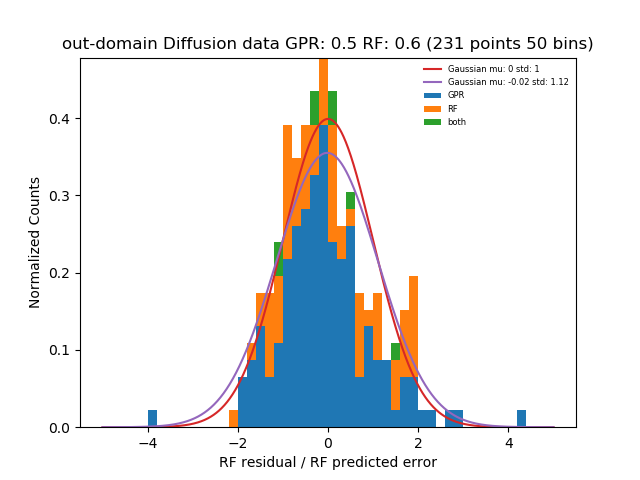 out-domain Diffusion data GPR: 0.5 RF: 0.6 (231 points 50 bins)
Gaussian mu: 0 std: 1
Gaussian mu: -0.02 std: 1.12
GPR
RF
both
Normalized Counts
0.4
0.3
0.2
0.1
0.0
−4
−2
0
2
4
RF residual / RF predicted error